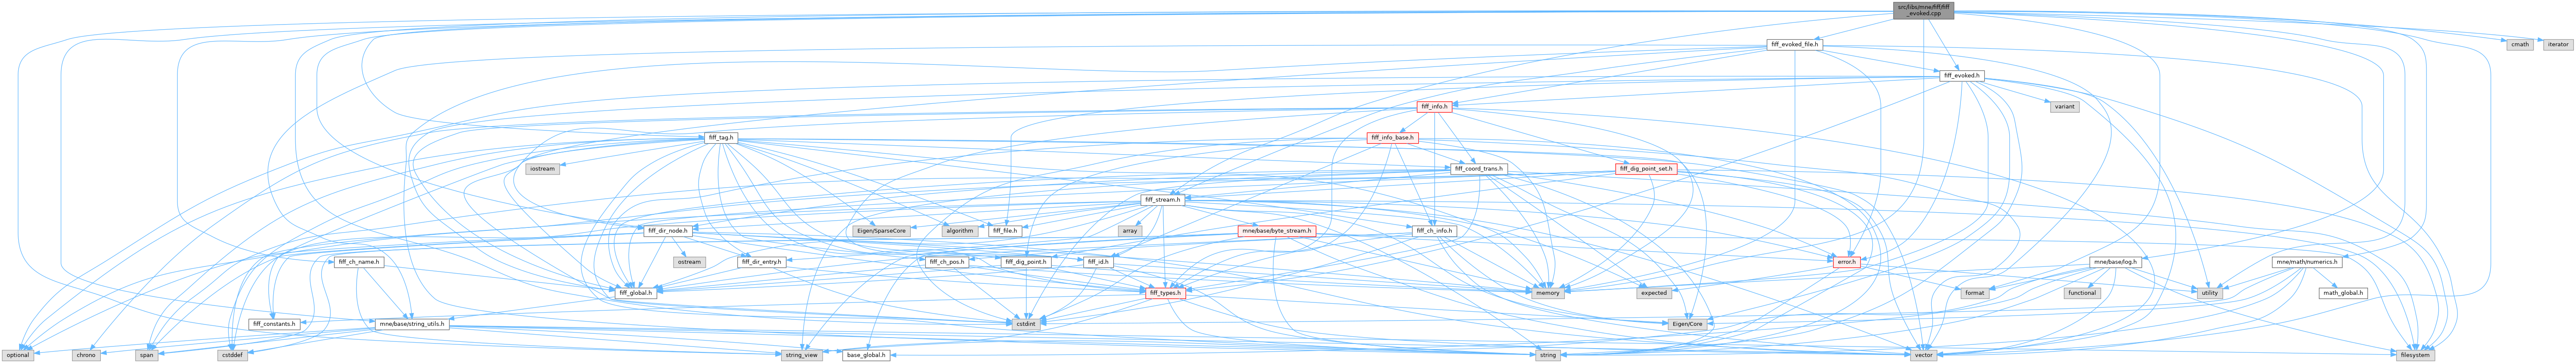 src/libs/mne/fiff/fiff
_evoked.cpp
fiff_evoked_file.h
cmath
iterator
fiff_evoked.h
fiff_info.h
variant
fiff_tag.h
fiff_info_base.h
iostream
fiff_coord_trans.h
fiff_dig_point_set.h
fiff_stream.h
fiff_dir_node.h
Eigen/SparseCore
algorithm
fiff_file.h
array
mne/base/byte_stream.h
fiff_ch_info.h
fiff_ch_name.h
ostream
fiff_dir_entry.h
fiff_ch_pos.h
fiff_dig_point.h
fiff_id.h
error.h
mne/base/log.h
mne/math/numerics.h
fiff_global.h
fiff_types.h
memory
expected
format
functional
utility
math_global.h
fiff_constants.h
mne/base/string_utils.h
cstdint
Eigen/Core
optional
chrono
span
cstddef
string_view
base_global.h
string
vector
filesystem